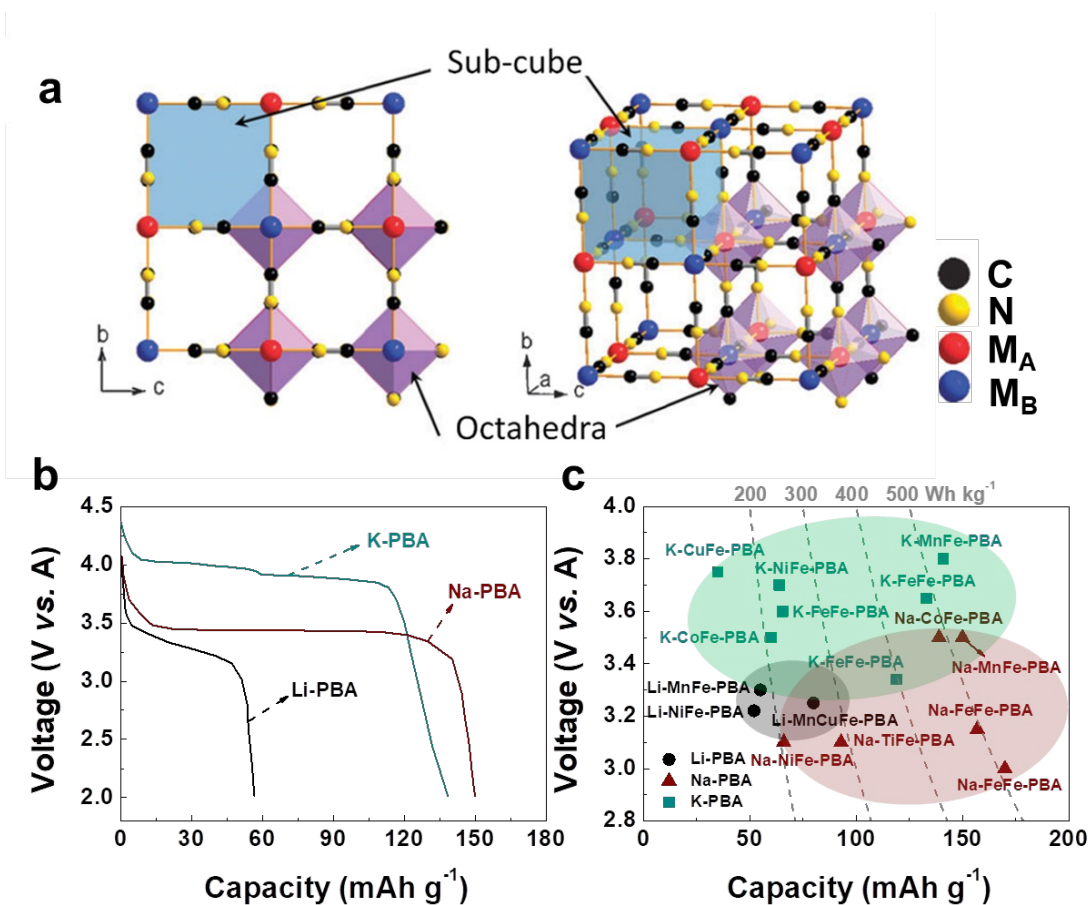 a
Sub-cube
b
c
b
a
c
Octahedra
C
N
M_A
M_B
b
4.5
4.0
3.5
3.0
2.5
2.0
0 30 60 90 120 150 180
Voltage (V vs. A)
Capacity (mAh g⁻¹)
K-PBA
Na-PBA
Li-PBA
c
200 300 400 500 Wh kg⁻¹
4.0
3.8
3.6
3.4
3.2
3.0
2.8
0 50 100 150 200
Voltage (V vs. A)
Capacity (mAh g⁻¹)
K-MnFe-PBA
K-CuFe-PBA
K-NiFe-PBA
K-FeFe-PBA
K-FeFe-PBA
Na-CoFe-PBA
K-CoFe-PBA
K-FeFe-PBA
Na-MnFe-PBA
Li-MnFe-PBA
Li-NiFe-PBA
Li-MnCuFe-PBA
Na-FeFe-PBA
Na-TiFe-PBA
Na-NiFe-PBA
Na-FeFe-PBA
Li-PBA
Na-PBA
K-PBA